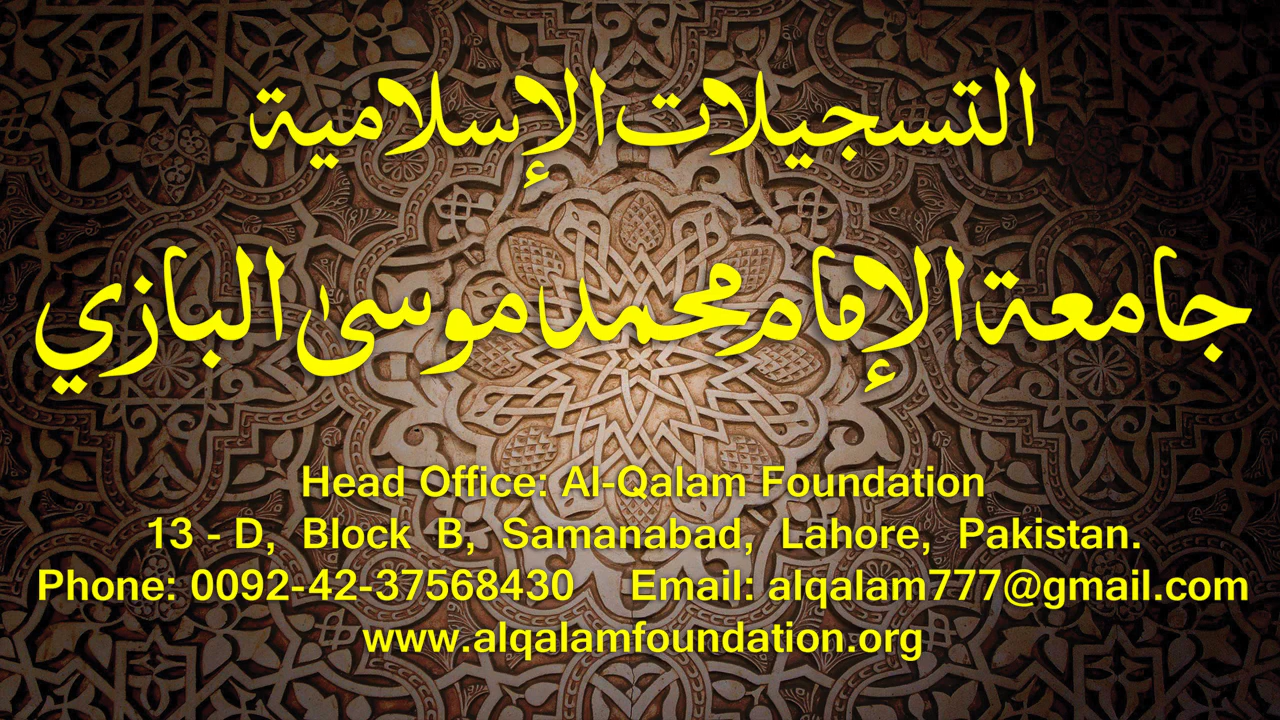 التسجيلات الإسلامية
جامعة الإمام محمد موسى البازي
Head Office: Al-Qalam Foundation
13 - D, Block B, Samanabad, Lahore, Pakistan.
Phone: 0092-42-37568430 Email: alqalam777@gmail.com
www.alqalamfoundation.org